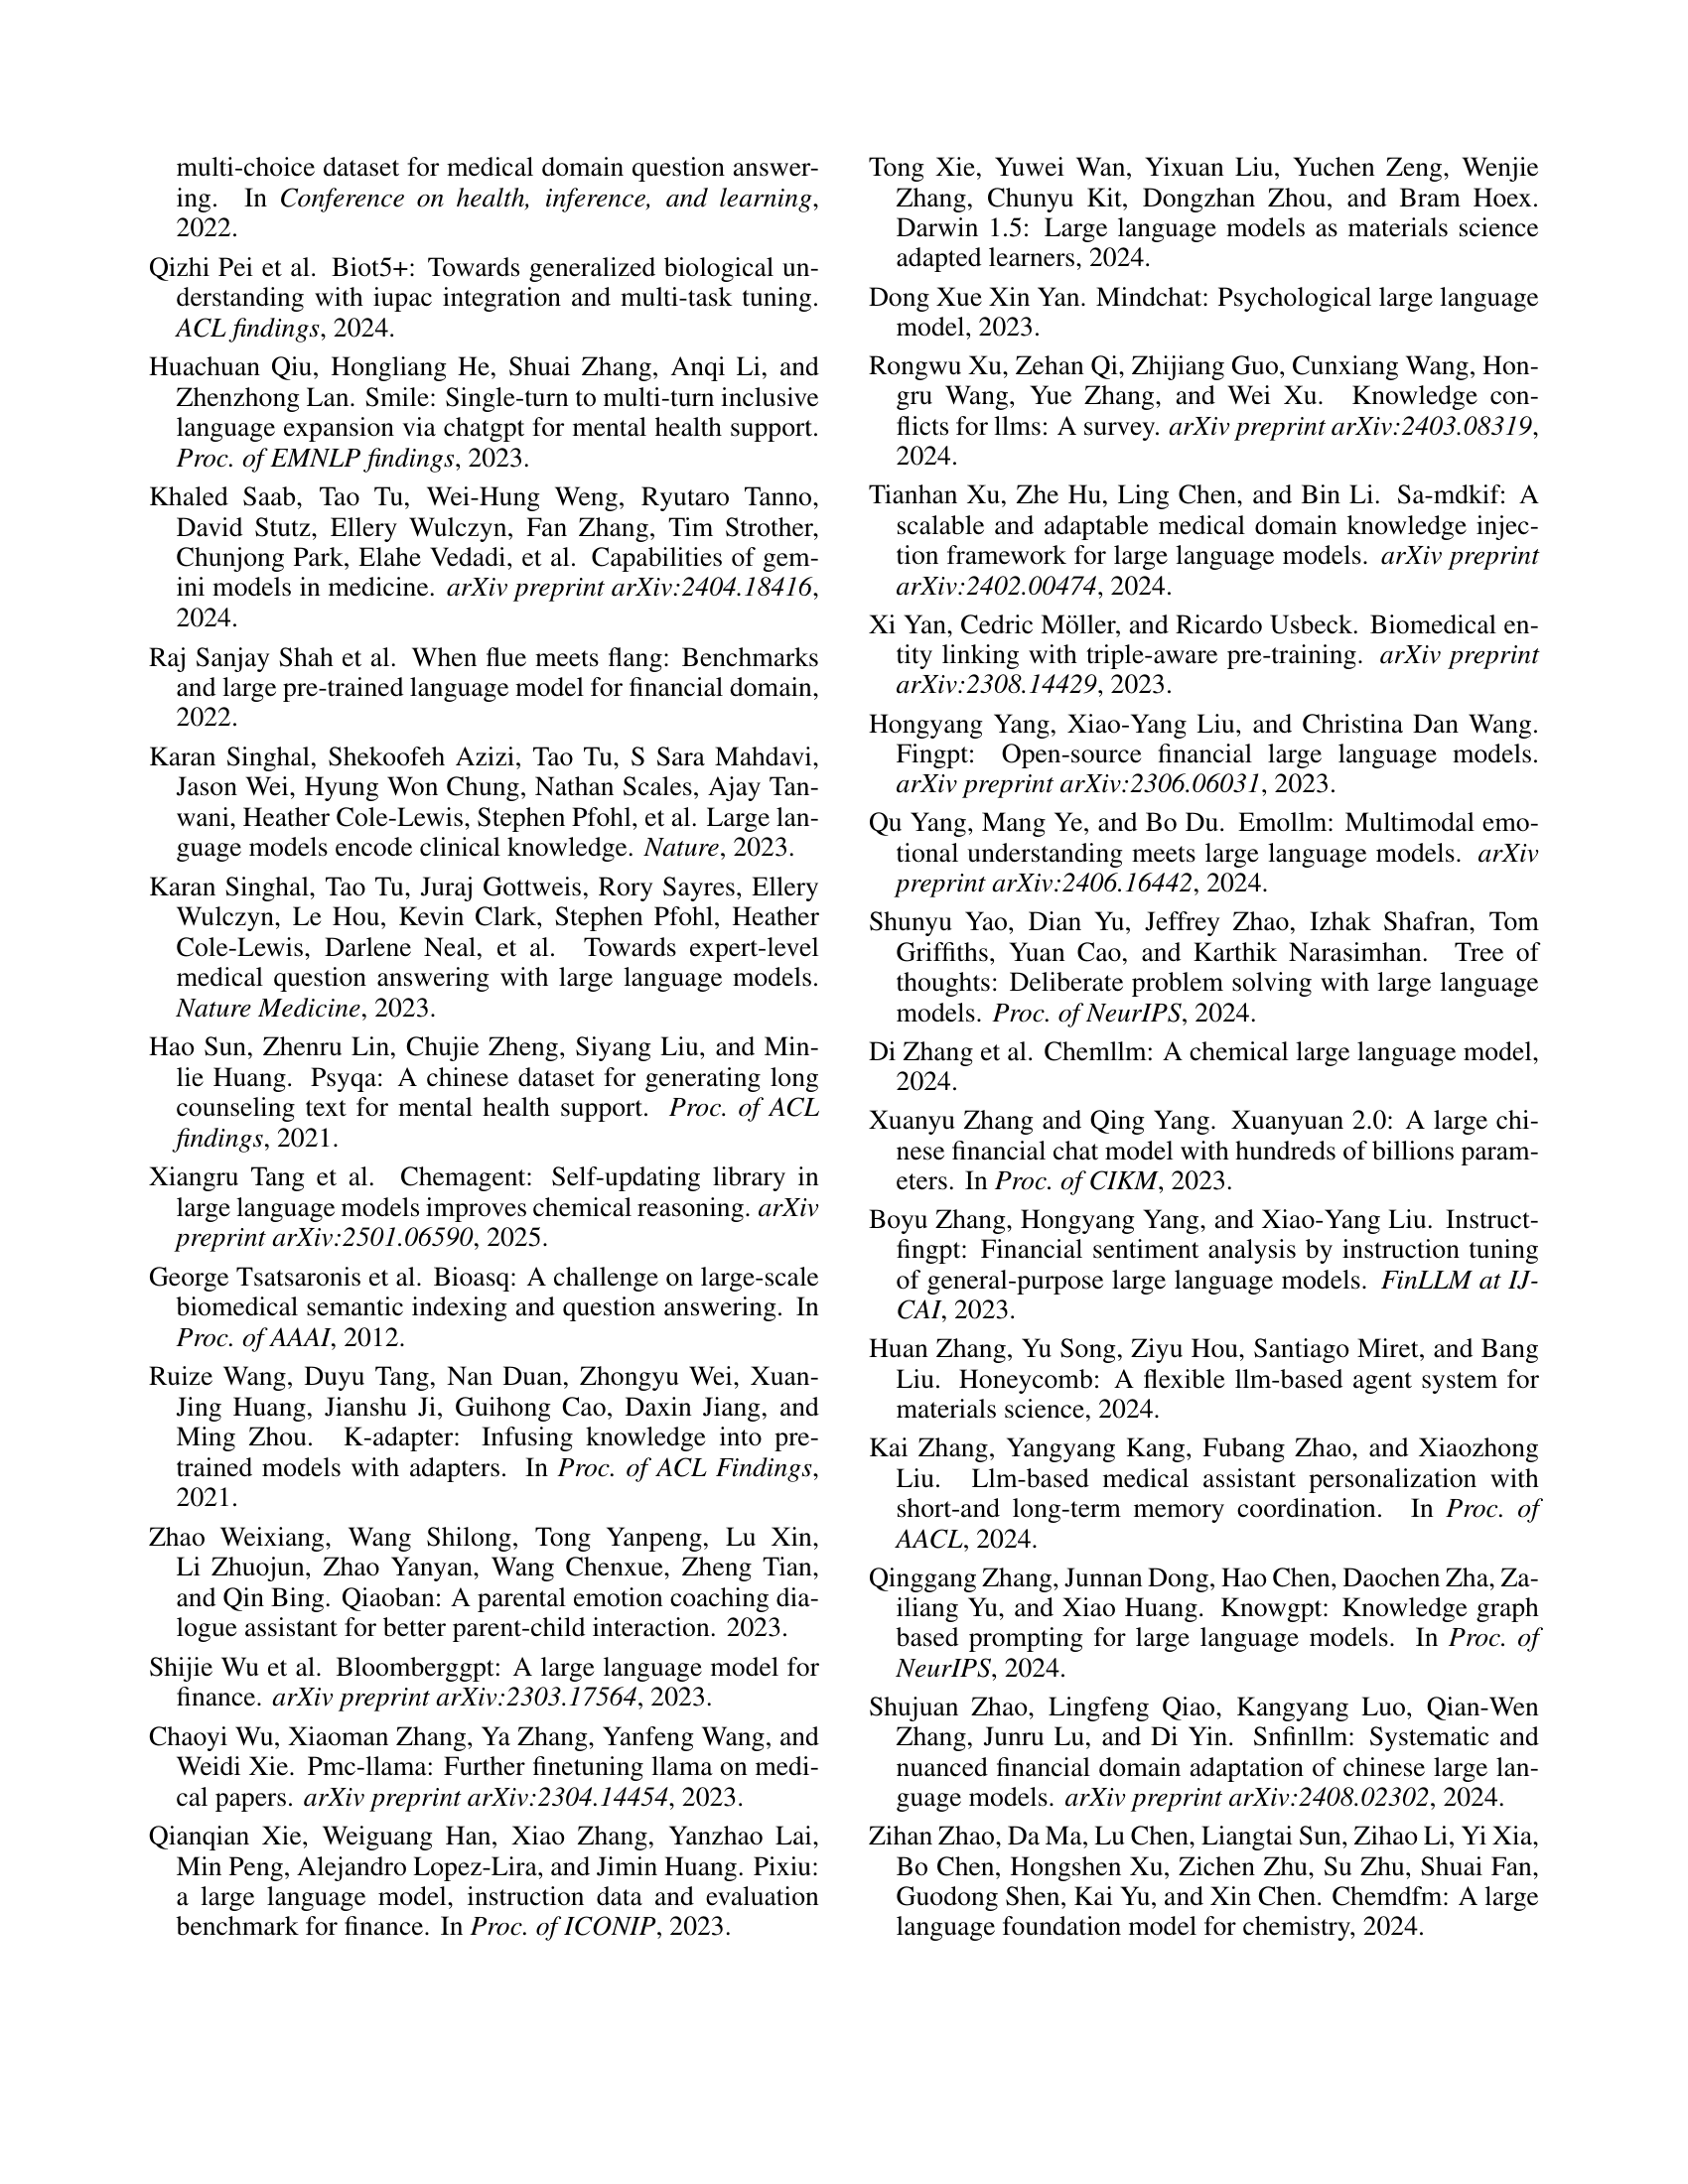 multi-choice dataset for medical domain question answer-
ing. In Conference on health, inference, and learning,
2022.
Qizhi Pei et al. Biot5+: Towards generalized biological un-
derstanding with iupac integration and multi-task tuning.
ACL findings, 2024.
Huachuan Qiu, Hongliang He, Shuai Zhang, Anqi Li, and
Zhenzhong Lan. Smile: Single-turn to multi-turn inclusive
language expansion via chatgpt for mental health support.
Proc. of EMNLP findings, 2023.
Khaled Saab, Tao Tu, Wei-Hung Weng, Ryutaro Tanno,
David Stutz, Ellery Wulczyn, Fan Zhang, Tim Strother,
Chunjong Park, Elahe Vedadi, et al. Capabilities of gem-
ini models in medicine. arXiv preprint arXiv:2404.18416,
2024.
Raj Sanjay Shah et al. When flue meets flang: Benchmarks
and large pre-trained language model for financial domain,
2022.
Karan Singhal, Shekoofeh Azizi, Tao Tu, S Sara Mahdavi,
Jason Wei, Hyung Won Chung, Nathan Scales, Ajay Tan-
wani, Heather Cole-Lewis, Stephen Pfohl, et al. Large lan-
guage models encode clinical knowledge. Nature, 2023.
Karan Singhal, Tao Tu, Juraj Gottweis, Rory Sayres, Ellery
Wulczyn, Le Hou, Kevin Clark, Stephen Pfohl, Heather
Cole-Lewis, Darlene Neal, et al. Towards expert-level
medical question answering with large language models.
Nature Medicine, 2023.
Hao Sun, Zhenru Lin, Chujie Zheng, Siyang Liu, and Min-
lie Huang. Psyqa: A chinese dataset for generating long
counseling text for mental health support. Proc. of ACL
findings, 2021.
Xiangru Tang et al. Chemagent: Self-updating library in
large language models improves chemical reasoning. arXiv
preprint arXiv:2501.06590, 2025.
George Tsatsaronis et al. Bioasq: A challenge on large-scale
biomedical semantic indexing and question answering. In
Proc. of AAAI, 2012.
Ruize Wang, Duyu Tang, Nan Duan, Zhongyu Wei, Xuan-
Jing Huang, Jianshu Ji, Guihong Cao, Daxin Jiang, and
Ming Zhou. K-adapter: Infusing knowledge into pre-
trained models with adapters. In Proc. of ACL Findings,
2021.
Zhao Weixiang, Wang Shilong, Tong Yanpeng, Lu Xin,
Li Zhuojun, Zhao Yanyan, Wang Chenxue, Zheng Tian,
and Qin Bing. Qiaoban: A parental emotion coaching dia-
logue assistant for better parent-child interaction. 2023.
Shijie Wu et al. Bloomberggpt: A large language model for
finance. arXiv preprint arXiv:2303.17564, 2023.
Chaoyi Wu, Xiaoman Zhang, Ya Zhang, Yanfeng Wang, and
Weidi Xie. Pmc-llama: Further finetuning llama on medi-
cal papers. arXiv preprint arXiv:2304.14454, 2023.
Qianqian Xie, Weiguang Han, Xiao Zhang, Yanzhao Lai,
Min Peng, Alejandro Lopez-Lira, and Jimin Huang. Pixiu:
a large language model, instruction data and evaluation
benchmark for finance. In Proc. of ICONIP, 2023.
Tong Xie, Yuwei Wan, Yixuan Liu, Yuchen Zeng, Wenjie
Zhang, Chunyu Kit, Dongzhan Zhou, and Bram Hoex.
Darwin 1.5: Large language models as materials science
adapted learners, 2024.
Dong Xue Xin Yan. Mindchat: Psychological large language
model, 2023.
Rongwu Xu, Zehan Qi, Zhijiang Guo, Cunxiang Wang, Hon-
gru Wang, Yue Zhang, and Wei Xu. Knowledge con-
flicts for llms: A survey. arXiv preprint arXiv:2403.08319,
2024.
Tianhan Xu, Zhe Hu, Ling Chen, and Bin Li. Sa-mdkif: A
scalable and adaptable medical domain knowledge injec-
tion framework for large language models. arXiv preprint
arXiv:2402.00474, 2024.
Xi Yan, Cedric Möller, and Ricardo Usbeck. Biomedical en-
tity linking with triple-aware pre-training. arXiv preprint
arXiv:2308.14429, 2023.
Hongyang Yang, Xiao-Yang Liu, and Christina Dan Wang.
Fingpt: Open-source financial large language models.
arXiv preprint arXiv:2306.06031, 2023.
Qu Yang, Mang Ye, and Bo Du. Emollm: Multimodal emo-
tional understanding meets large language models. arXiv
preprint arXiv:2406.16442, 2024.
Shunyu Yao, Dian Yu, Jeffrey Zhao, Izhak Shafran, Tom
Griffiths, Yuan Cao, and Karthik Narasimhan. Tree of
thoughts: Deliberate problem solving with large language
models. Proc. of NeurIPS, 2024.
Di Zhang et al. Chemllm: A chemical large language model,
2024.
Xuanyu Zhang and Qing Yang. Xuanyuan 2.0: A large chi-
nese financial chat model with hundreds of billions param-
eters. In Proc. of CIKM, 2023.
Boyu Zhang, Hongyang Yang, and Xiao-Yang Liu. Instruct-
fingpt: Financial sentiment analysis by instruction tuning
of general-purpose large language models. FinLLM at IJ-
CAI, 2023.
Huan Zhang, Yu Song, Ziyu Hou, Santiago Miret, and Bang
Liu. Honeycomb: A flexible llm-based agent system for
materials science, 2024.
Kai Zhang, Yangyang Kang, Fubang Zhao, and Xiaozhong
Liu. Llm-based medical assistant personalization with
short-and long-term memory coordination. In Proc. of
AACL, 2024.
Qinggang Zhang, Junnan Dong, Hao Chen, Daochen Zha, Za-
iliang Yu, and Xiao Huang. Knowgpt: Knowledge graph
based prompting for large language models. In Proc. of
NeurIPS, 2024.
Shujuan Zhao, Lingfeng Qiao, Kangyang Luo, Qian-Wen
Zhang, Junru Lu, and Di Yin. Snfinllm: Systematic and
nuanced financial domain adaptation of chinese large lan-
guage models. arXiv preprint arXiv:2408.02302, 2024.
Zihan Zhao, Da Ma, Lu Chen, Liangtai Sun, Zihao Li, Yi Xia,
Bo Chen, Hongshen Xu, Zichen Zhu, Su Zhu, Shuai Fan,
Guodong Shen, Kai Yu, and Xin Chen. Chemdfm: A large
language foundation model for chemistry, 2024.